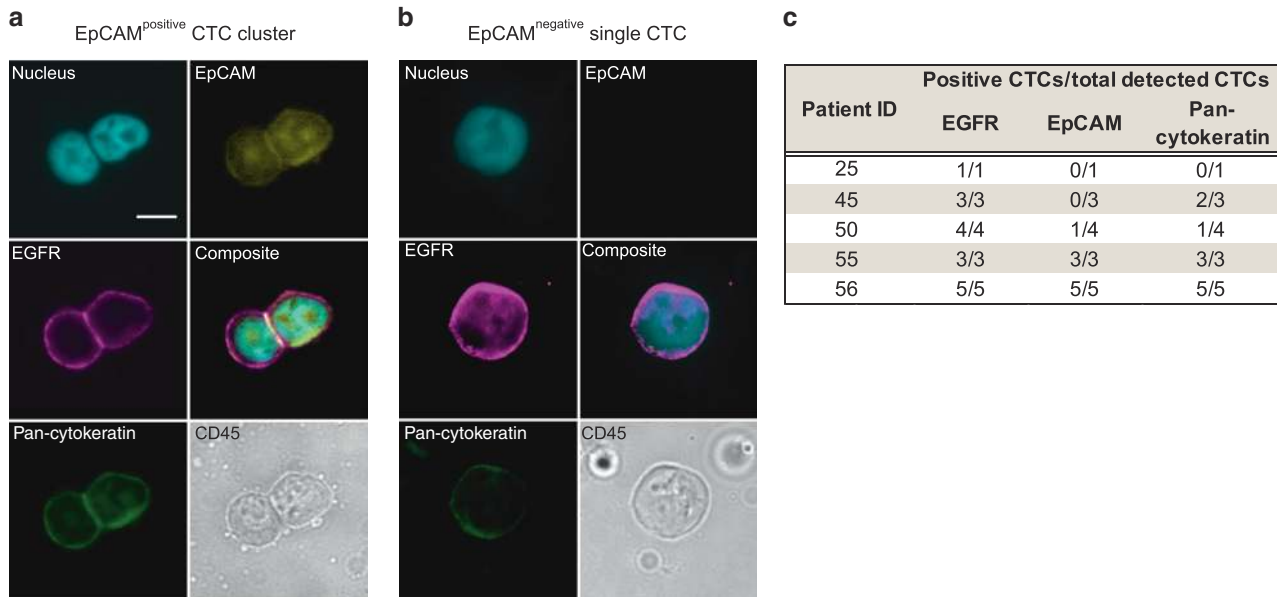 a
EpCAMpositive CTC cluster
Nucleus
EpCAM
EGFR
Composite
Pan-cytokeratin
CD45
b
EpCAMnegative single CTC
Nucleus
EpCAM
EGFR
Composite
Pan-cytokeratin
CD45
c
Patient ID
Positive CTCs/total detected CTCs
EGFR EpCAM Pan-
cytokeratin
25 1/1 0/1 0/1
45 3/3 0/3 2/3
50 4/4 1/4 1/4
55 3/3 3/3 3/3
56 5/5 5/5 5/5